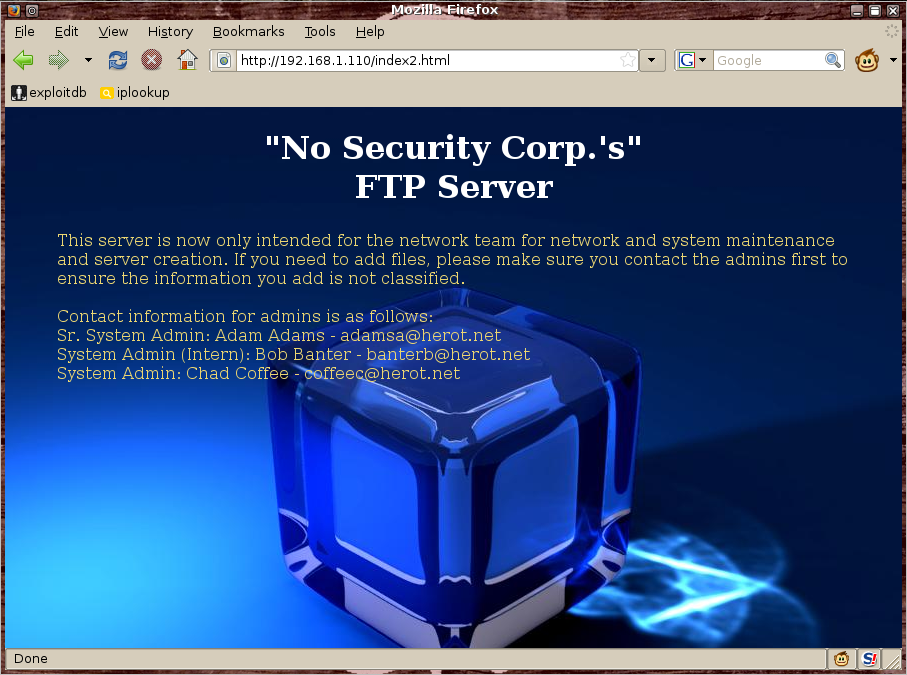 Mozilla Firefox
File Edit View History Bookmarks Tools Help
http://192.168.1.110/index2.html G Google
exploitdb iplookup
"No Security Corp.'s"
FTP Server
This server is now only intended for the network team for network and system maintenance
and server creation. If you need to add files, please make sure you contact the admins first to
ensure the information you add is not classified.
Contact information for admins is as follows:
Sr. System Admin: Adam Adams - adamsa@herot.net
System Admin (Intern): Bob Banter - banterb@herot.net
System Admin: Chad Coffee - coffeec@herot.net
Done S!